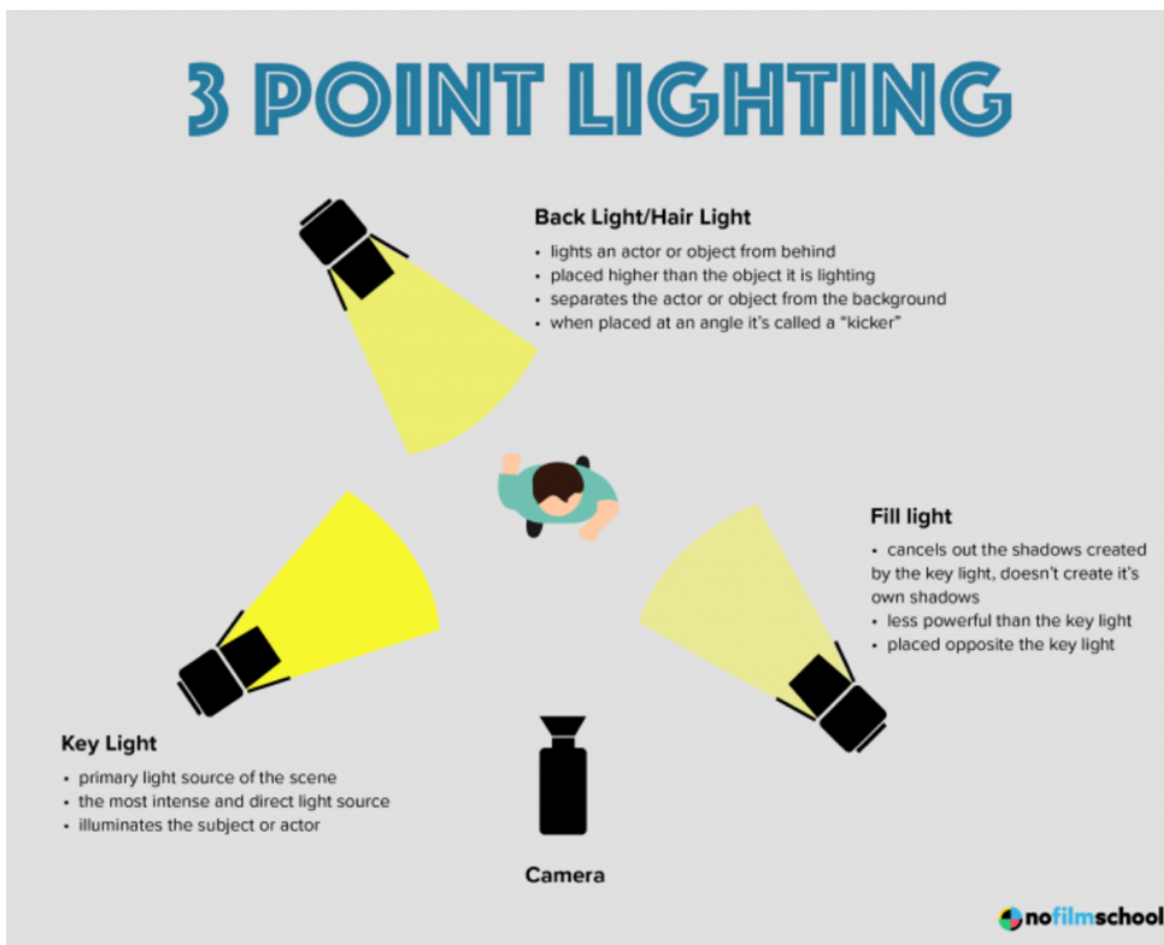 3 POINT LIGHTING
Back Light/Hair Light
• lights an actor or object from behind
• placed higher than the object it is lighting
• separates the actor or object from the background
• when placed at an angle it's called a “kicker”
Fill light
• cancels out the shadows created
by the key light, doesn't create it's
own shadows
• less powerful than the key light
• placed opposite the key light
Key Light
• primary light source of the scene
• the most intense and direct light source
• illuminates the subject or actor
Camera
nofilmschool